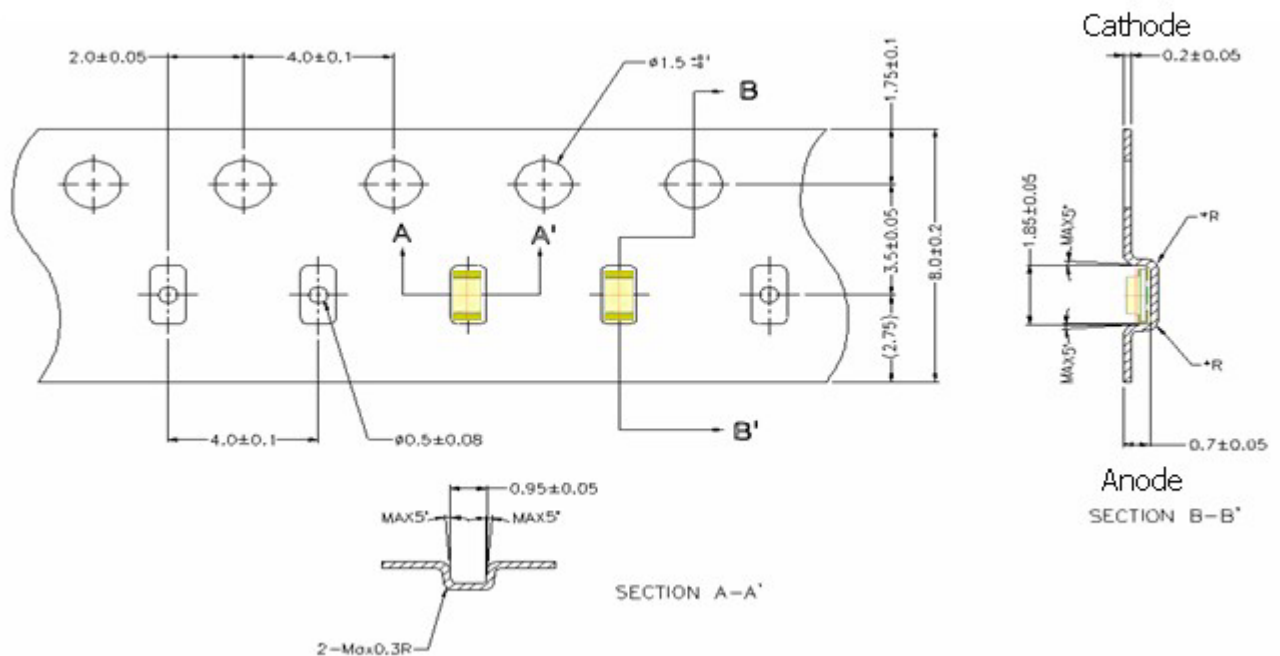 Cathode
2.0±0.05
4.0±0.1
1.75±0.1
0.2±0.05
B
A
A'
1.85±0.05
MAX5°
*R
3.5±0.05
8.0±0.2
(2.75)
MAX5°
*R
4.0±0.1
ø0.5±0.08
B'
0.7±0.05
Anode
SECTION B-B'
0.95±0.05
MAX5°
MAX5°
SECTION A-A'
2-Max0.3R